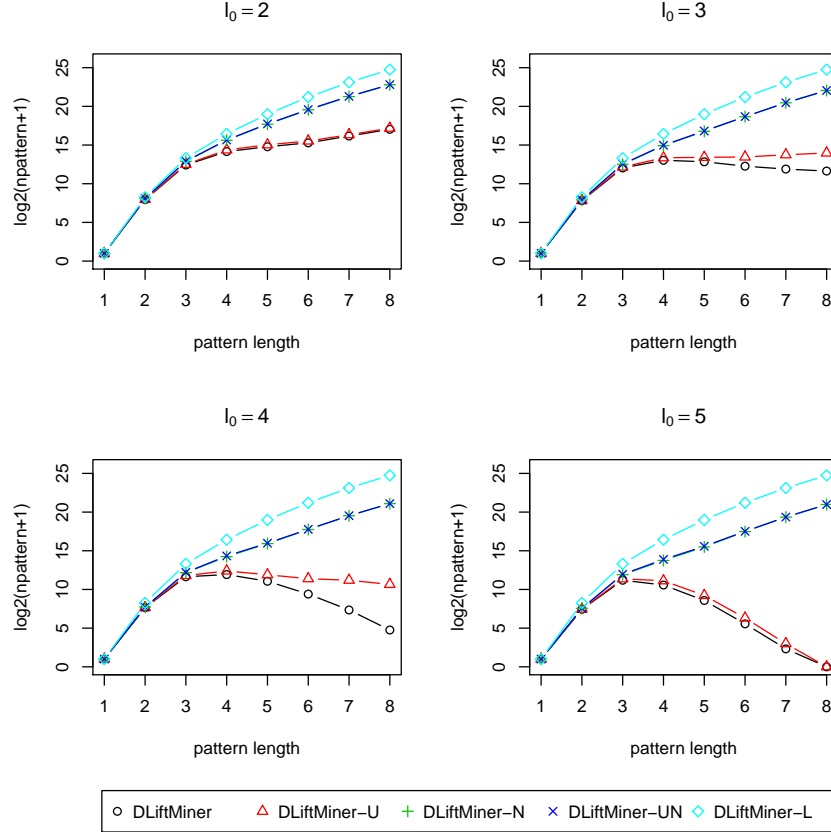 l₀ = 2
l₀ = 3
log2(npattern+1)
25
20
15
10
5
0
1 2 3 4 5 6 7 8
pattern length
log2(npattern+1)
25
20
15
10
5
0
1 2 3 4 5 6 7 8
pattern length
l₀ = 4
l₀ = 5
log2(npattern+1)
25
20
15
10
5
0
1 2 3 4 5 6 7 8
pattern length
log2(npattern+1)
25
20
15
10
5
0
1 2 3 4 5 6 7 8
pattern length
DLiftMiner DLiftMiner−U DLiftMiner−N DLiftMiner−UN DLiftMiner−L